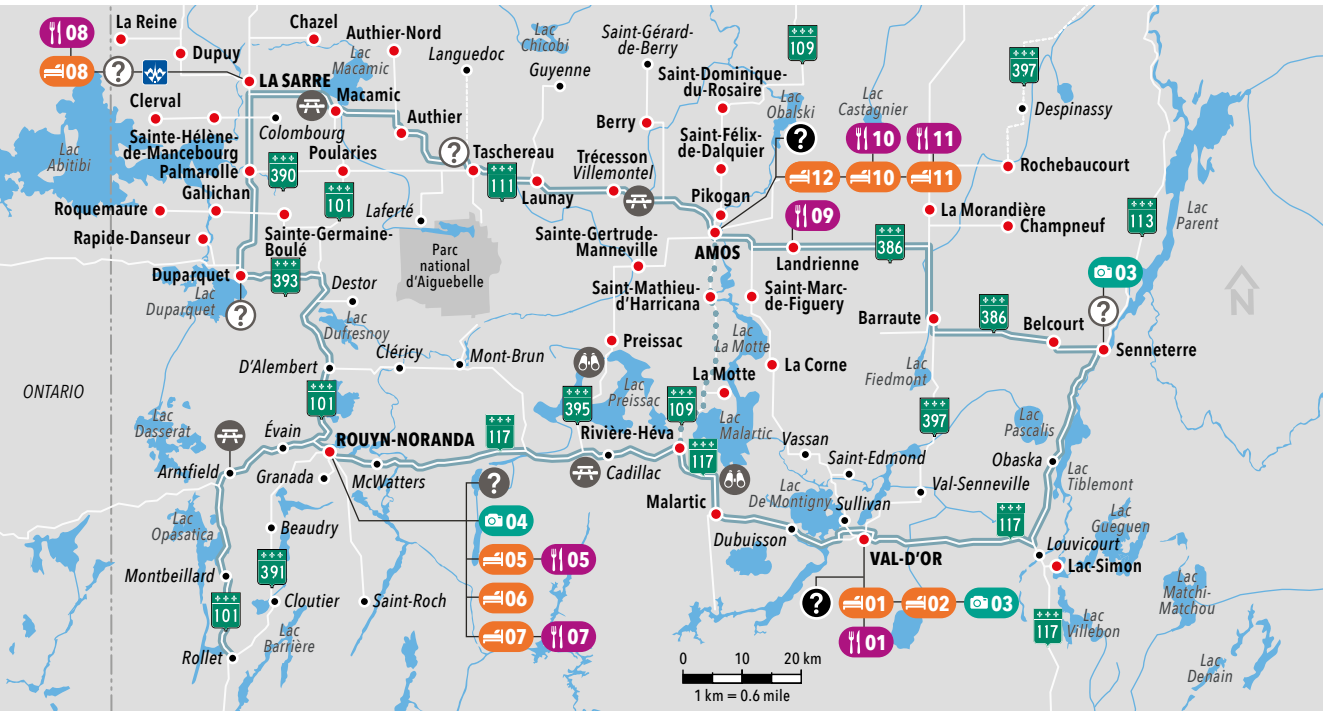 La Reine
Chazel
Authier-Nord
Lac
Chicobi
Saint-Gérard-
de-Berry
109
08
Dupuy
Lac
Macamic
Languedoc
Guyenne
Saint-Dominique-
du-Rosaire
Lac
Obalski
Lac
Castagnier
397
08
?
LA SARRE
Macamic
Despinassy
Clerval
Colombourg
Authier
Berry
Saint-Félix-
de-Dalquier
?
10
11
Sainte-Hélène-
de-Mancebourg
Lac
Abitibi
Palmarolle
390
Poularies
?
Taschereau
111
Launay
Trécesson
Villemontel
12
10
11
Rochebaucourt
Gallichan
101
Pikogan
09
La Morandière
Champneuf
113
Lac
Parent
Roquemaure
Laferté
Rapide-Danseur
Sainte-Germaine-
Boulé
Parc
national
d'Aiguebelle
Sainte-Gertrude-
Manneville
AMOS
Landrienne
386
Duparquet
393
Destor
Saint-Mathieu-
d'Harricana
Saint-Marc-
de-Figuery
03
N
Lac
Duparquet
?
Lac
Dufresnoy
Barraute
386
Belcourt
?
Senneterre
Cléricy
Mont-Brun
Preissac
Lac
La Motte
La Corne
Lac
Fiedmont
D'Alembert
ONTARIO
101
395
Lac
Preissac
La Motte
109
Lac
Malartic
397
Lac
Pascalis
Lac
Dasserat
Évain
ROUYN-NORANDA
117
Rivière-Héva
117
Vassan
Saint-Edmond
Obaska
Lac
Tiblemont
Arntfield
Granada
McWatters
Cadillac
Val-Senneville
Lac
De Montigny
Sullivan
?
Malartic
117
Lac
Gueguen
Lac
Opasatica
Beaudry
04
Dubuisson
VAL-D'OR
Louvicourt
Lac-Simon
391
05
05
Montbeillard
Cloutier
Saint-Roch
06
?
01
02
03
Lac
Matchi-
Matchou
101
Lac
Barrière
07
07
01
117
Lac
Villebon
Rollet
0
10
20 km
1 km = 0.6 mile
Lac
Denain